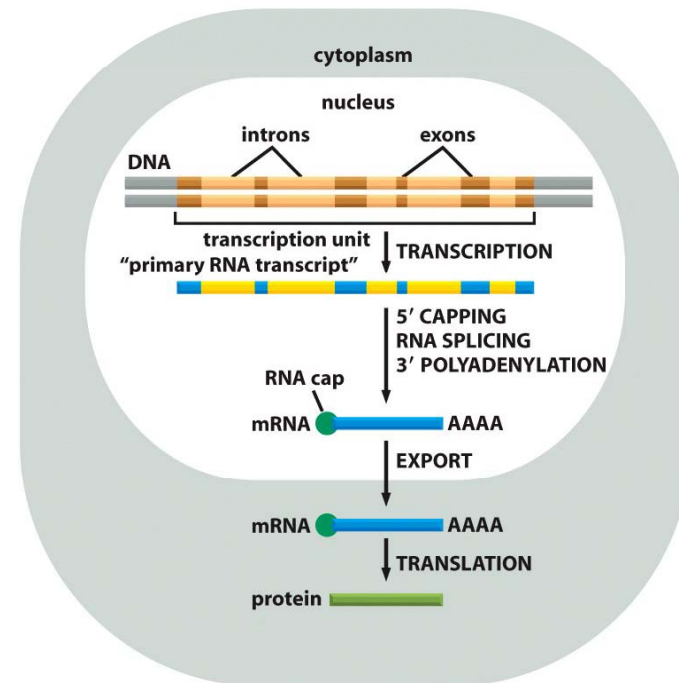 cytoplasm
nucleus
introns
exons
DNA
transcription unit
“primary RNA transcript”
TRANSCRIPTION
5′ CAPPING
RNA SPLICING
3′ POLYADENYLATION
RNA cap
mRNA
AAAA
EXPORT
mRNA
AAAA
TRANSLATION
protein